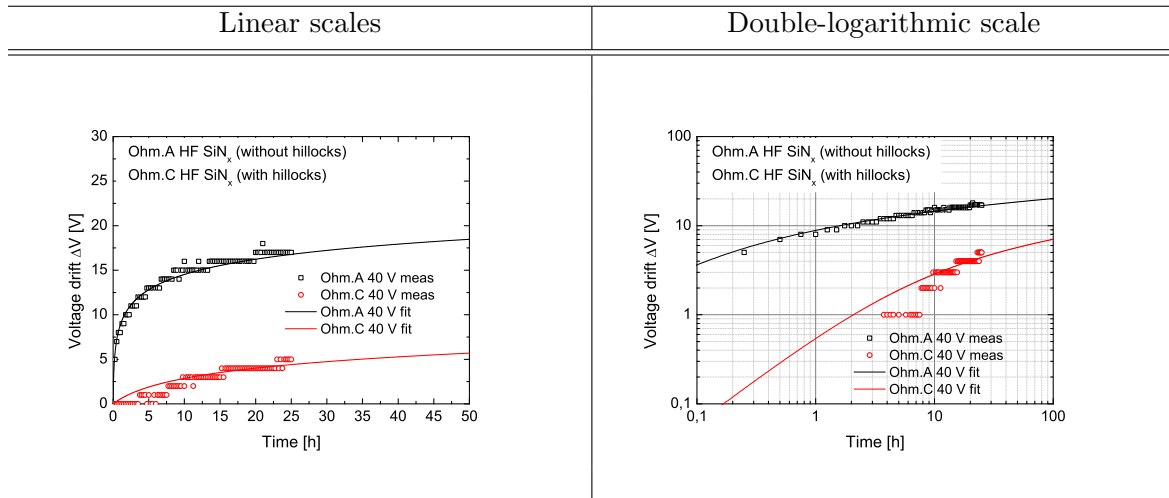 Linear scales
Double-logarithmic scale
30
25
20
15
10
5
0
0 5 10 15 20 25 30 35 40 45 50
Voltage drift ΔV [V]
Time [h]
Ohm.A HF SiNₓ (without hillocks)
Ohm.C HF SiNₓ (with hillocks)
Ohm.A 40 V meas
Ohm.C 40 V meas
Ohm.A 40 V fit
Ohm.C 40 V fit
100
10
1
0,1
0,1 1 10 100
Voltage drift ΔV [V]
Time [h]
Ohm.A HF SiNₓ (without hillocks)
Ohm.C HF SiNₓ (with hillocks)
Ohm.A 40 V meas
Ohm.C 40 V meas
Ohm.A 40 V fit
Ohm.C 40 V fit